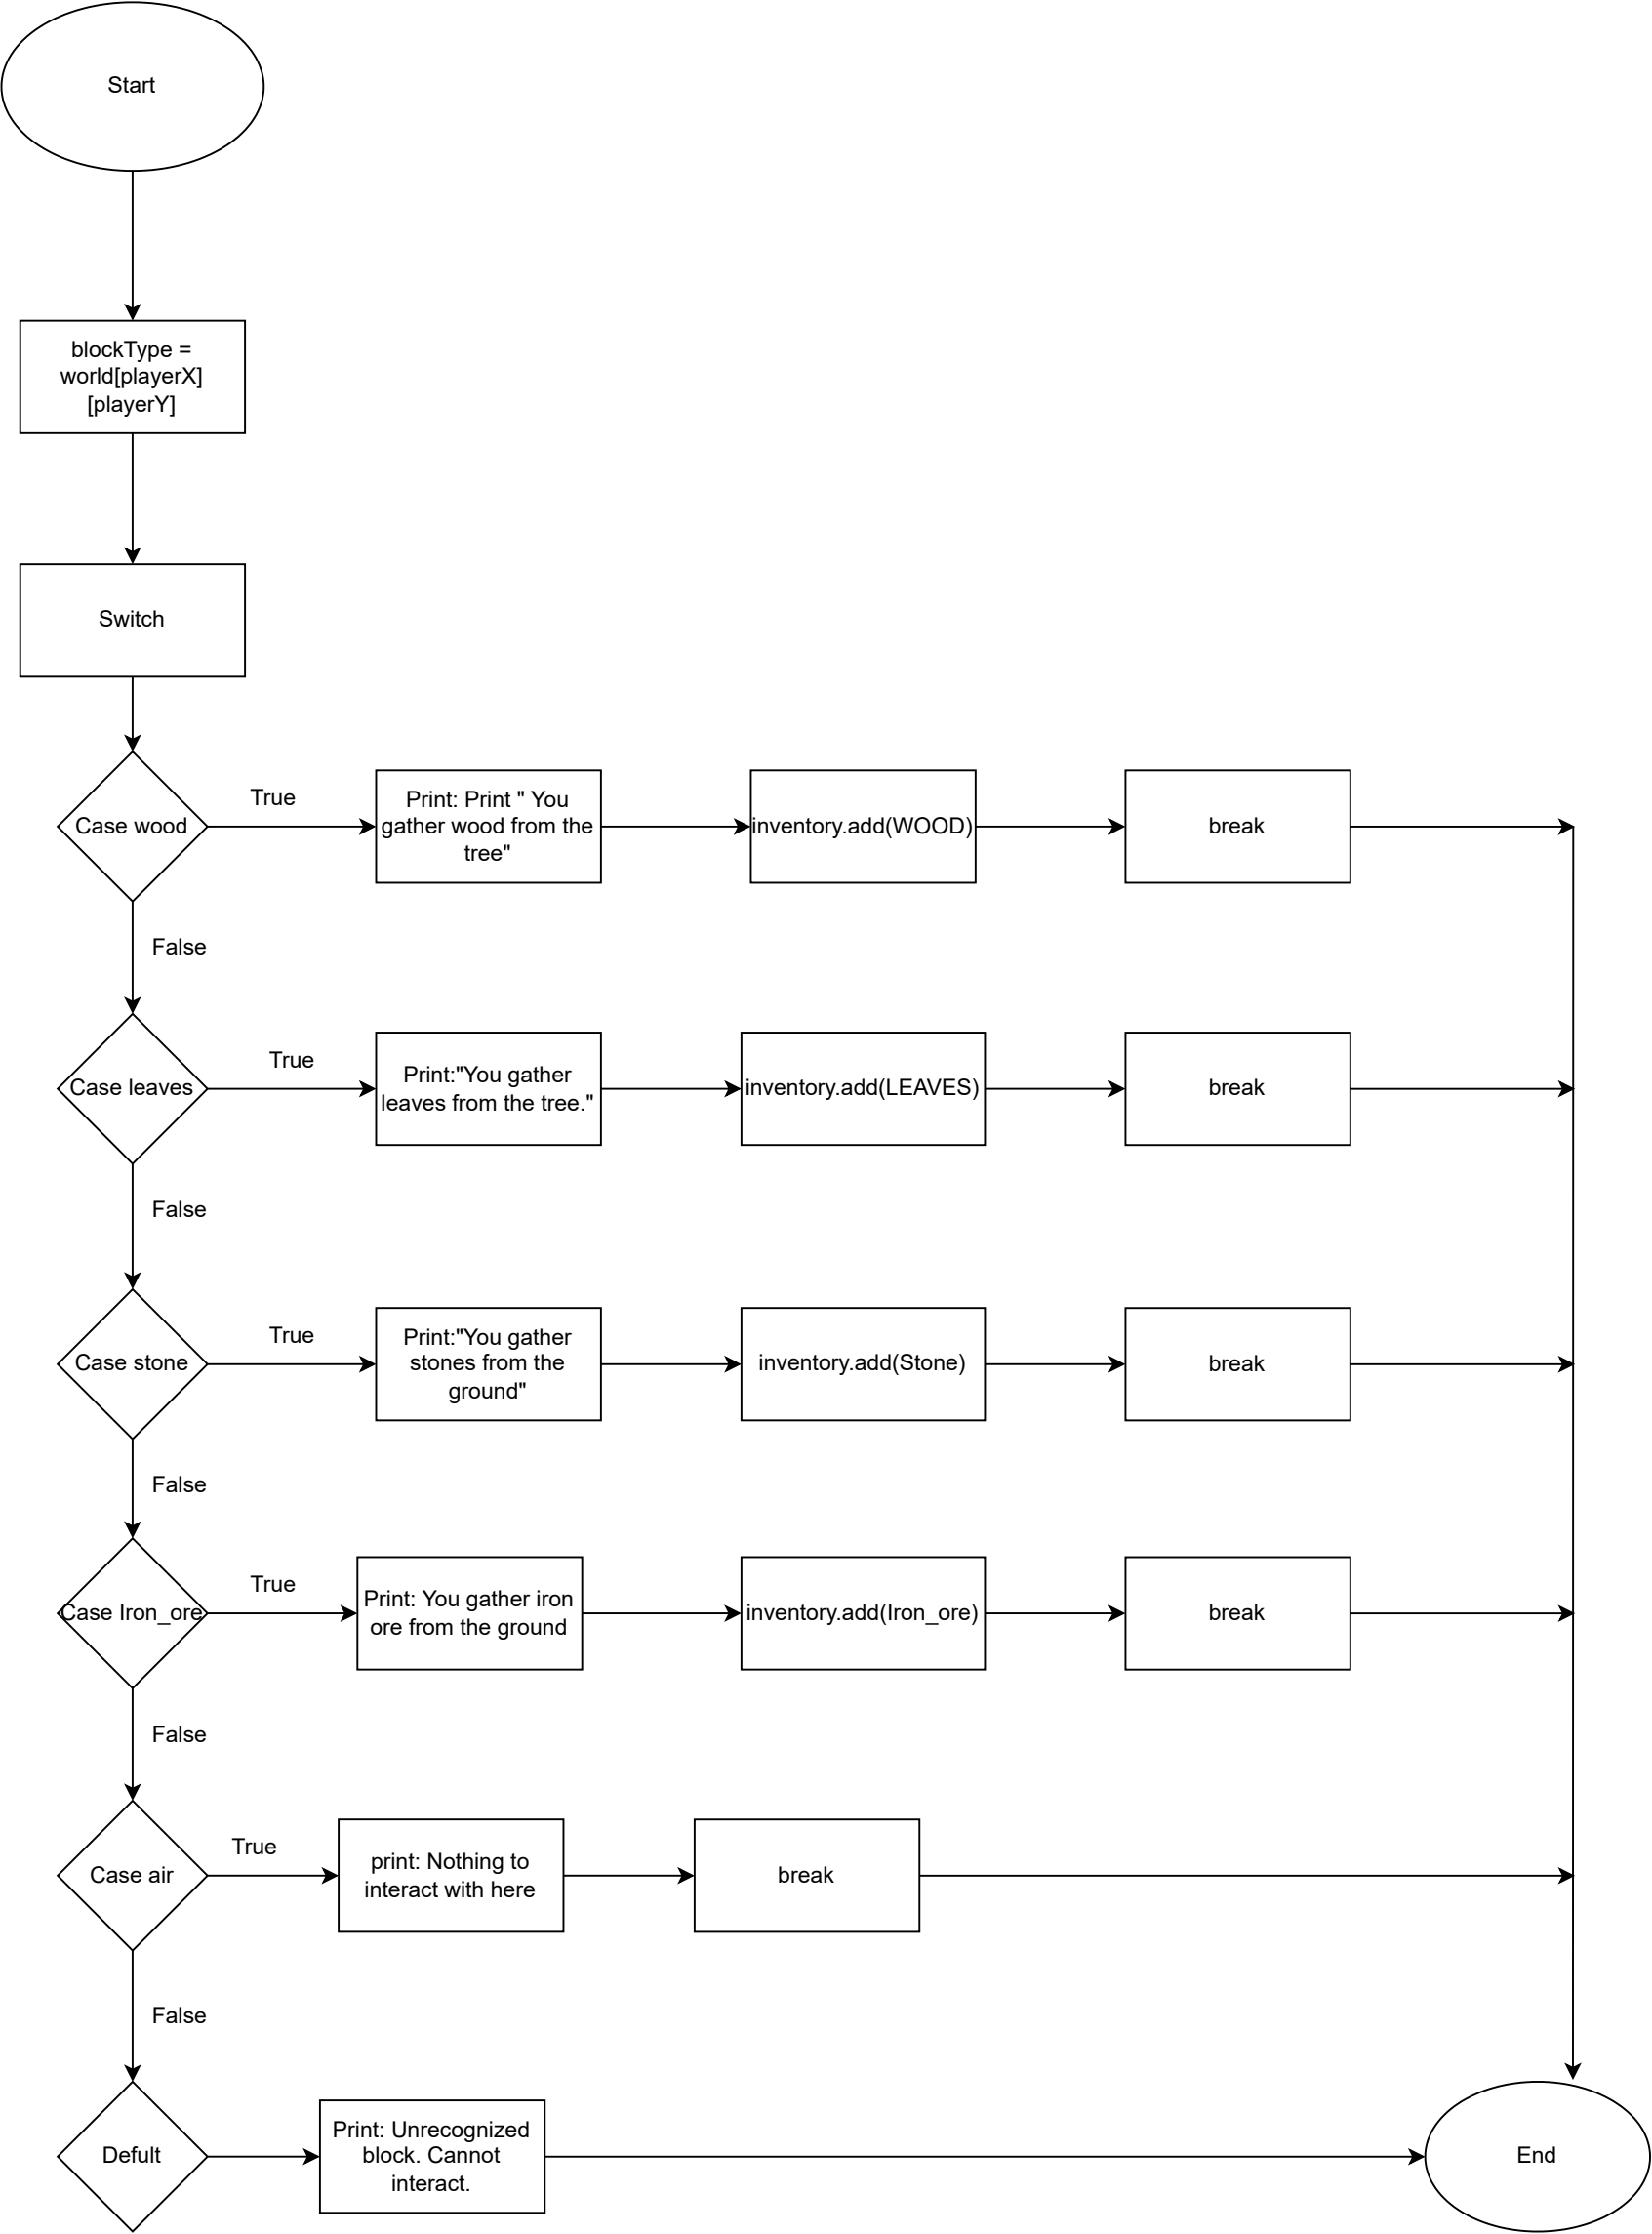 Start
blockType =
world[playerX]
[playerY]
Switch
Case wood
True
Print: Print " You
gather wood from the
tree"
inventory.add(WOOD)
break
False
Case leaves
True
Print:"You gather
leaves from the tree."
inventory.add(LEAVES)
break
False
Case stone
True
Print:"You gather
stones from the
ground"
inventory.add(Stone)
break
False
Case Iron_ore
True
Print: You gather iron
ore from the ground
inventory.add(Iron_ore)
break
False
Case air
True
print: Nothing to
interact with here
break
False
Defult
Print: Unrecognized
block. Cannot
interact.
End